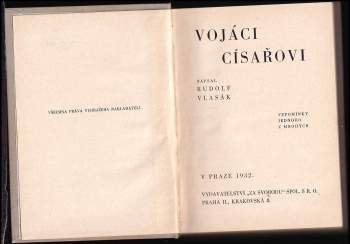 VŠECHNA PRÁVA VYHRAZENA NAKLADATELI.
VOJÁCI
CÍSAŘOVI
NAPSAL
RUDOLF
VLASÁK
VZPOMÍNKY
JEDNOHO
Z MNOHÝCH
V PRAZE 1932.
VYDAVATELSTVÍ „ZA SVOBODU“ SPOL. S R. O.
PRAHA II., KRAKOVSKÁ 8